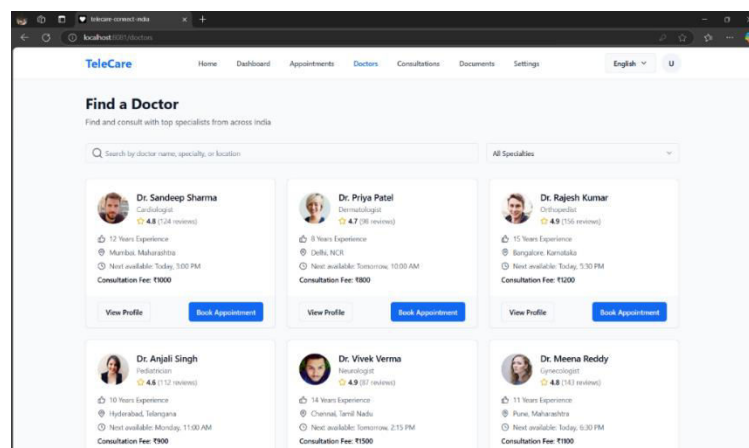 telecare-connect-india
localhost:8081/doctors
TeleCare Home Dashboard Appointments Doctors Consultations Documents Settings English U
Find a Doctor
Find and consult with top specialists from across india
Search by doctor name, specialty, or location All Specialties
Dr. Sandeep Sharma
Cardiologist
4.8 (124 reviews)
12 Years Experience
Mumbai, Maharashtra
Next available: Today, 3:00 PM
Consultation Fee: ₹1000
View Profile Book Appointment
Dr. Priya Patel
Dermatologist
4.7 (98 reviews)
8 Years Experience
Delhi, NCR
Next available: Tomorrow, 10:00 AM
Consultation Fee: ₹800
View Profile Book Appointment
Dr. Rajesh Kumar
Orthopedist
4.9 (156 reviews)
15 Years Experience
Bangalore, Karnataka
Next available: Today, 5:30 PM
Consultation Fee: ₹1200
View Profile Book Appointment
Dr. Anjali Singh
Pediatrician
4.6 (112 reviews)
10 Years Experience
Hyderabad, Telangana
Next available: Monday, 11:00 AM
Consultation Fee: ₹900
Dr. Vivek Verma
Neurologist
4.9 (87 reviews)
14 Years Experience
Chennai, Tamil Nadu
Next available: Tomorrow, 2:15 PM
Consultation Fee: ₹1500
Dr. Meena Reddy
Gynecologist
4.8 (143 reviews)
11 Years Experience
Pune, Maharashtra
Next available: Today, 6:30 PM
Consultation Fee: ₹1100